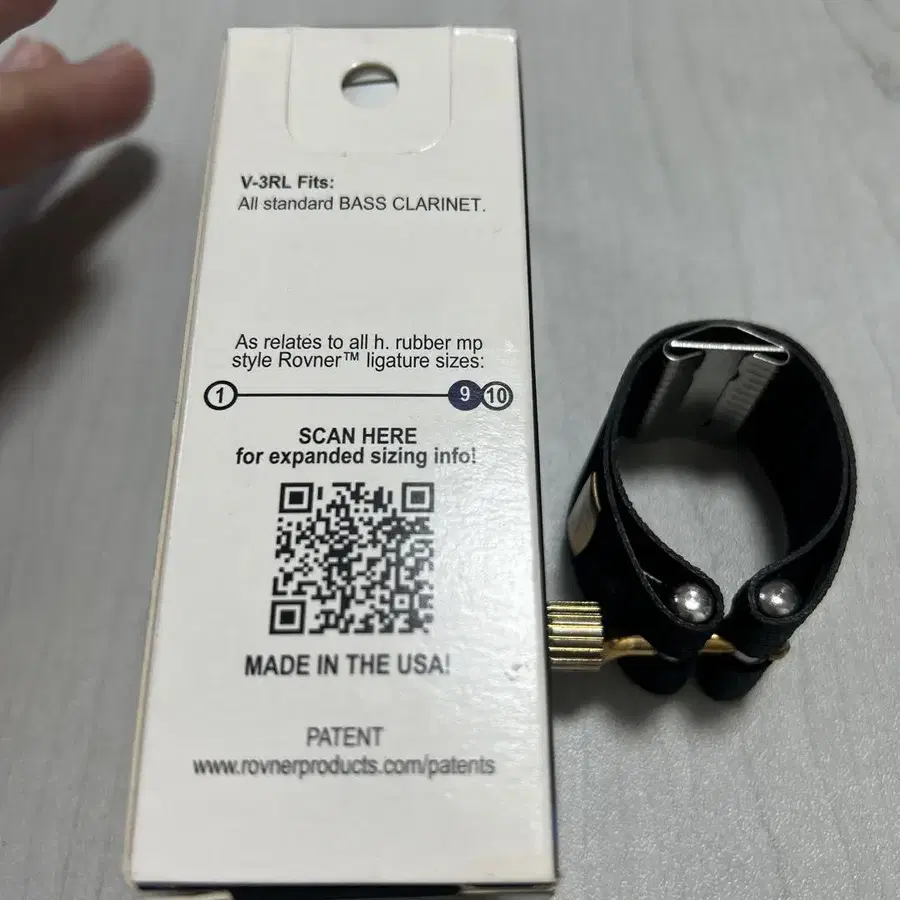 V-3RL Fits:
All standard BASS CLARINET.
As relates to all h. rubber mp
style Rovner™ ligature sizes:
1 9 10
SCAN HERE
for expanded sizing info!
MADE IN THE USA!
PATENT
www.rovnerproducts.com/patents